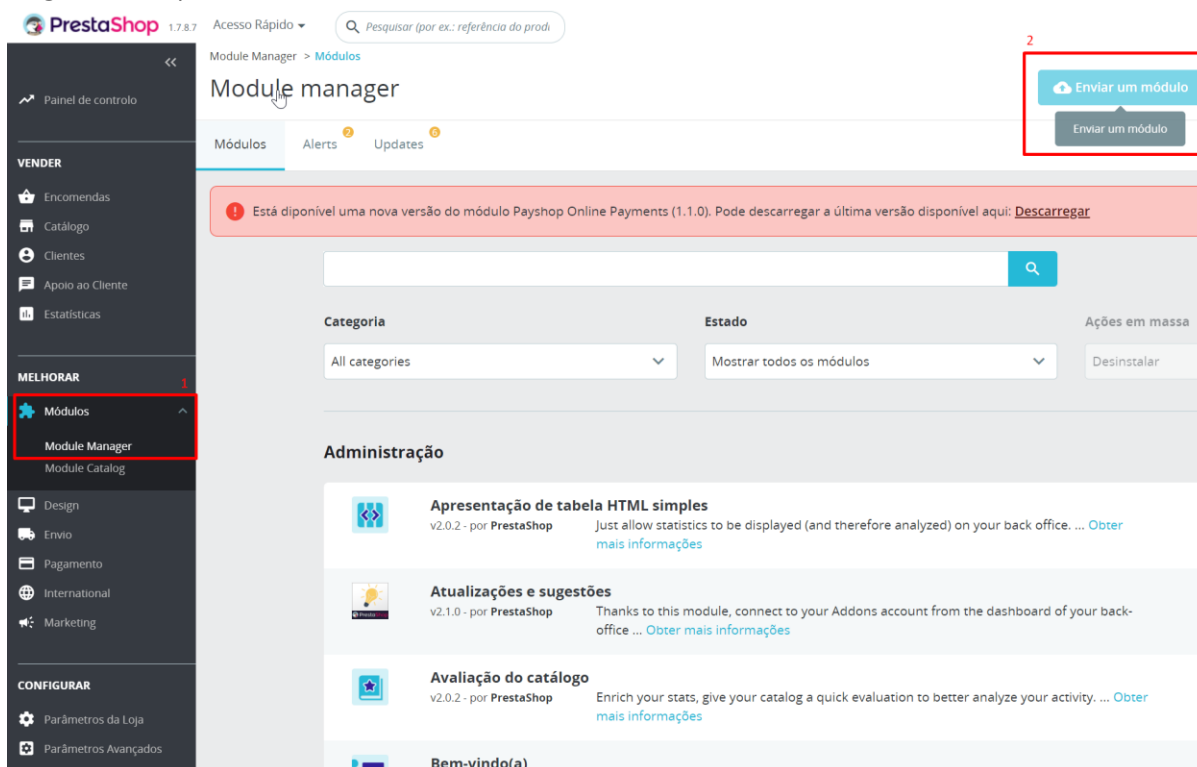 PrestaShop 1.7.8.7
Acesso Rápido
Pesquisar (por ex.: referência do prod
Module Manager > Módulos
Module manager
2
Enviar um módulo
Enviar um módulo
Módulos
Alerts 2
Updates 6
Está diponível uma nova versão do módulo Payshop Online Payments (1.1.0). Pode descarregar a última versão disponível aqui: Descarregar
Painel de controlo
VENDER
Encomendas
Catálogo
Clientes
Apoio ao Cliente
Estatísticas
MELHORAR
1
Módulos
Module Manager
Module Catalog
Design
Envio
Pagamento
International
Marketing
CONFIGURAR
Parâmetros da Loja
Parâmetros Avançados
Categoria
All categories
Estado
Mostrar todos os módulos
Ações em massa
Desinstalar
Administração
Apresentação de tabela HTML simples
v2.0.2 - por PrestaShop
Just allow statistics to be displayed (and therefore analyzed) on your back office. ... Obter
mais informações
Atualizações e sugestões
v2.1.0 - por PrestaShop
Thanks to this module, connect to your Addons account from the dashboard of your back-
office ... Obter mais informações
Avaliação do catálogo
v2.0.2 - por PrestaShop
Enrich your stats, give your catalog a quick evaluation to better analyze your activity. ... Obter
mais informações
Bem-vindo(a)